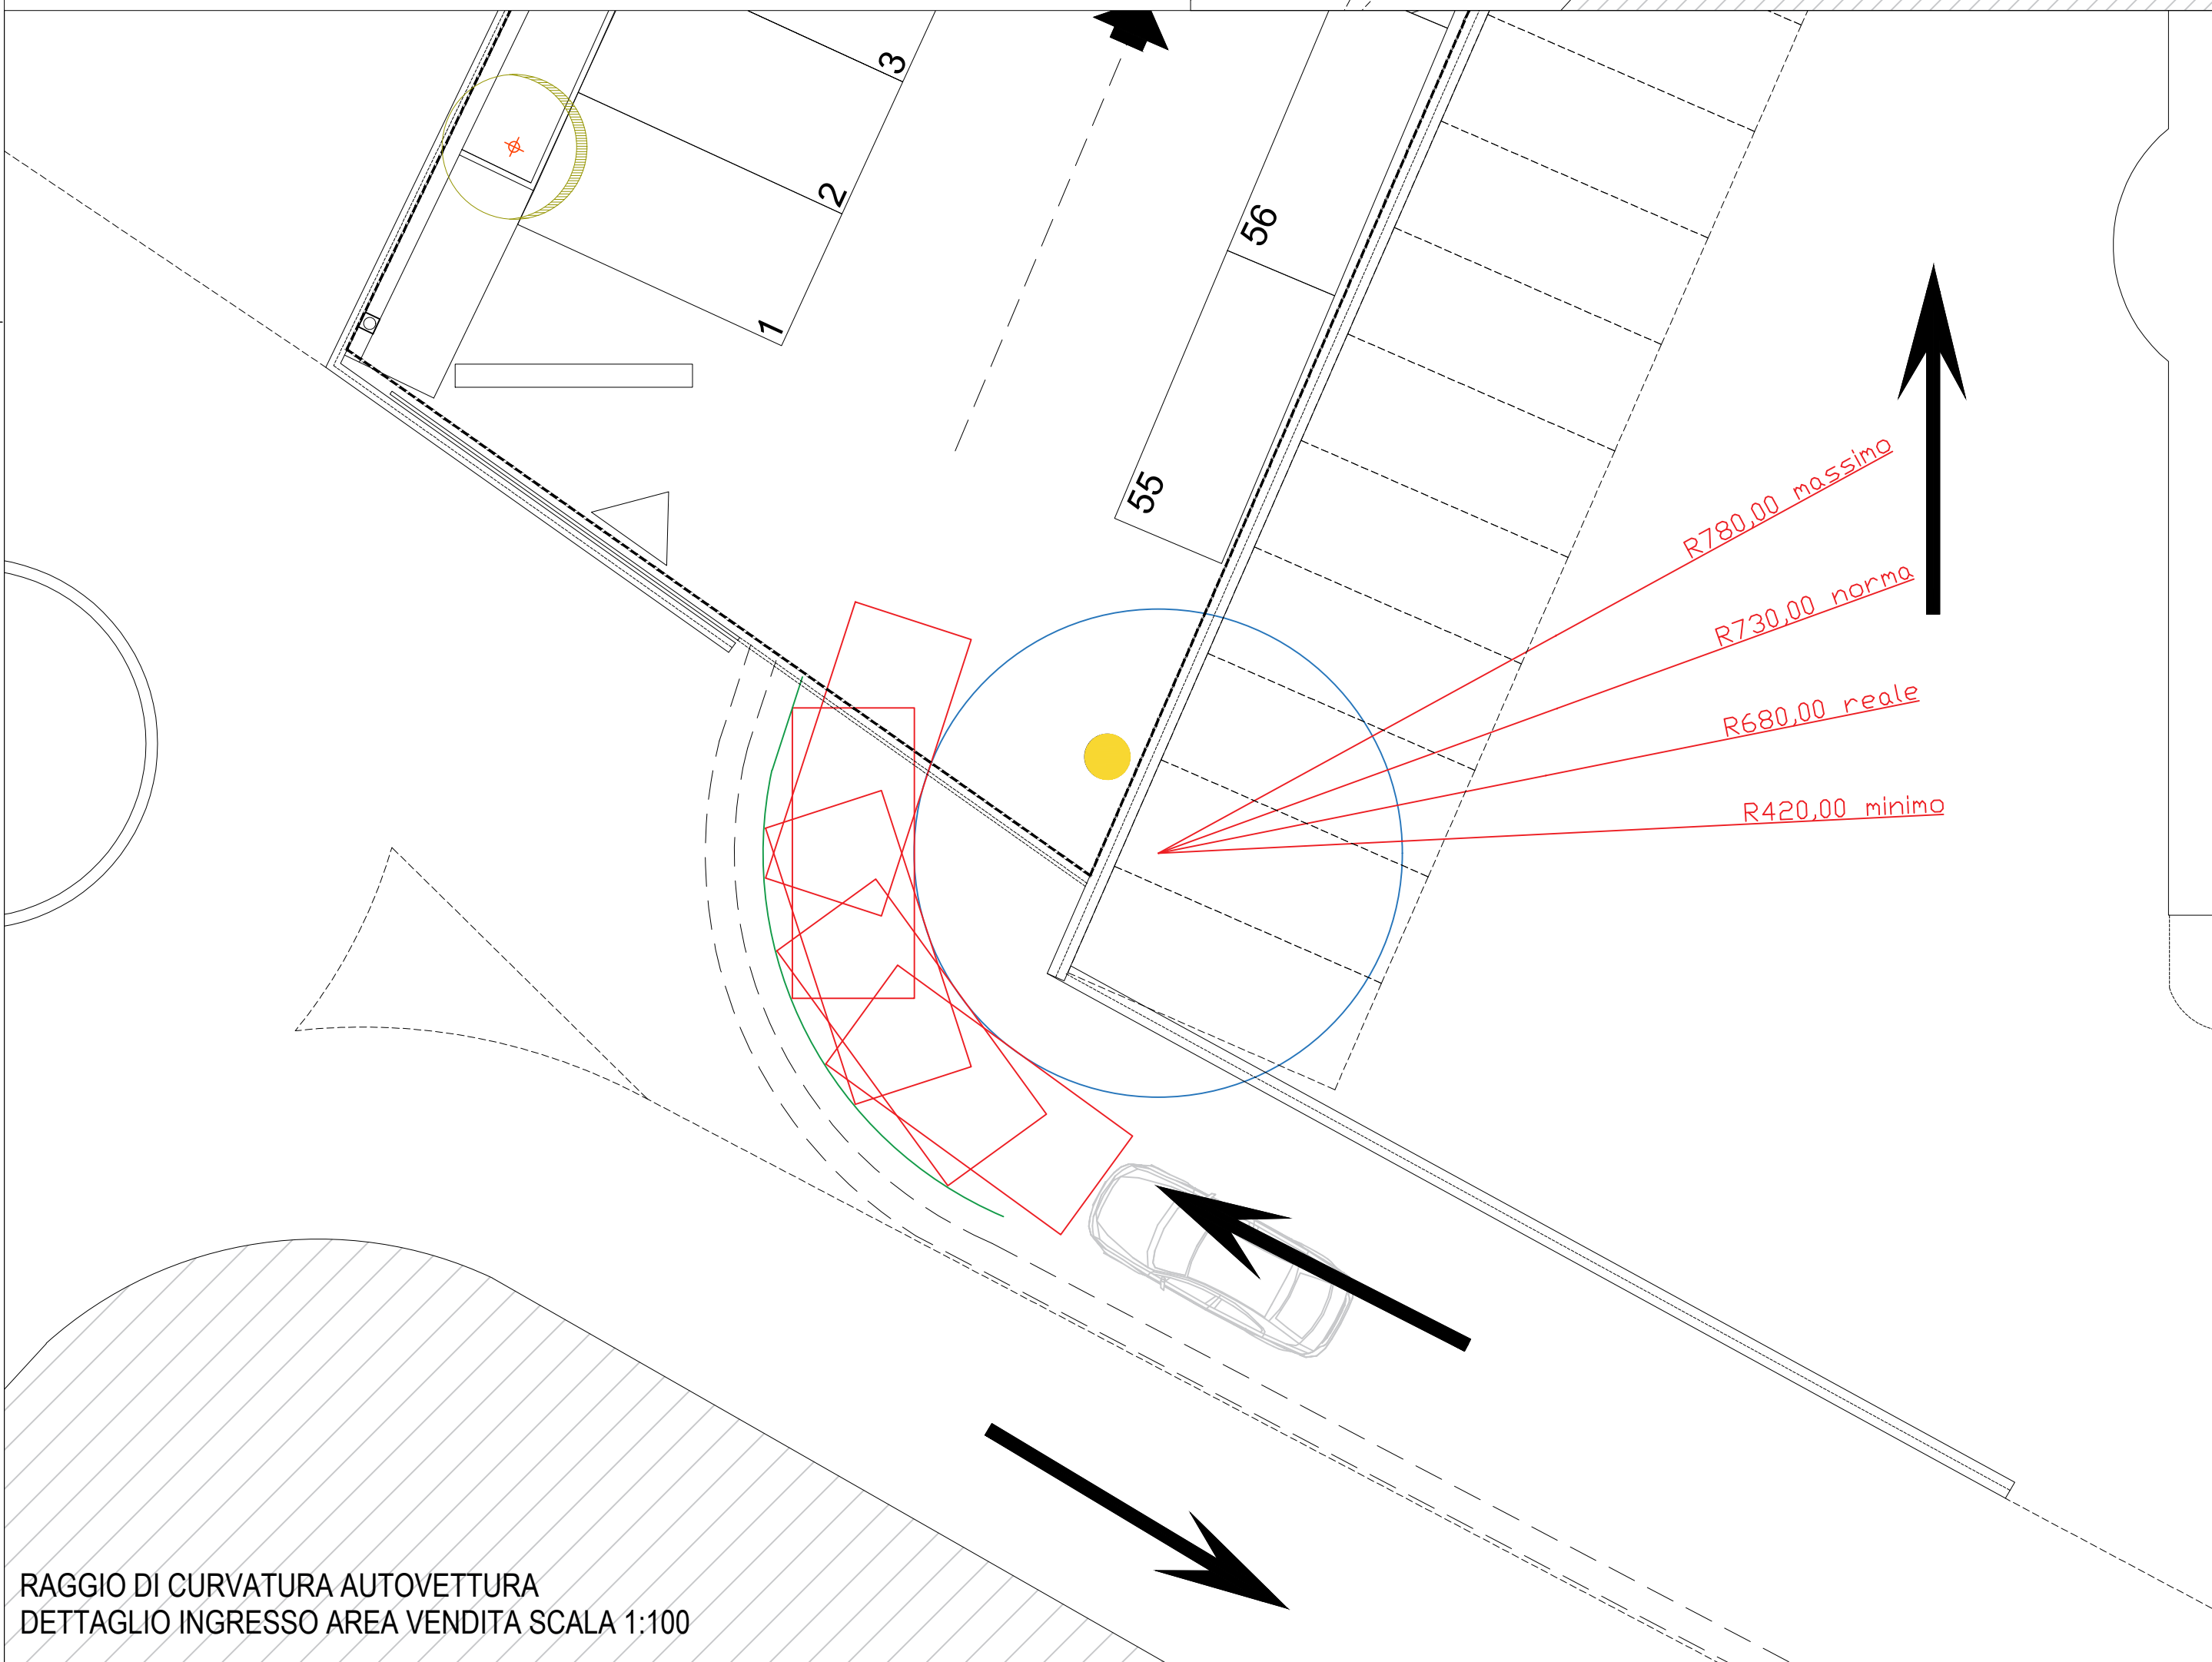 3
2
1
56
55
R780,00 massimo
R730,00 norma
R680,00 reale
R420,00 minimo
RAGGIO DI CURVATURA AUTOVETTURA
DETTAGLIO INGRESSO AREA VENDITA SCALA 1:100